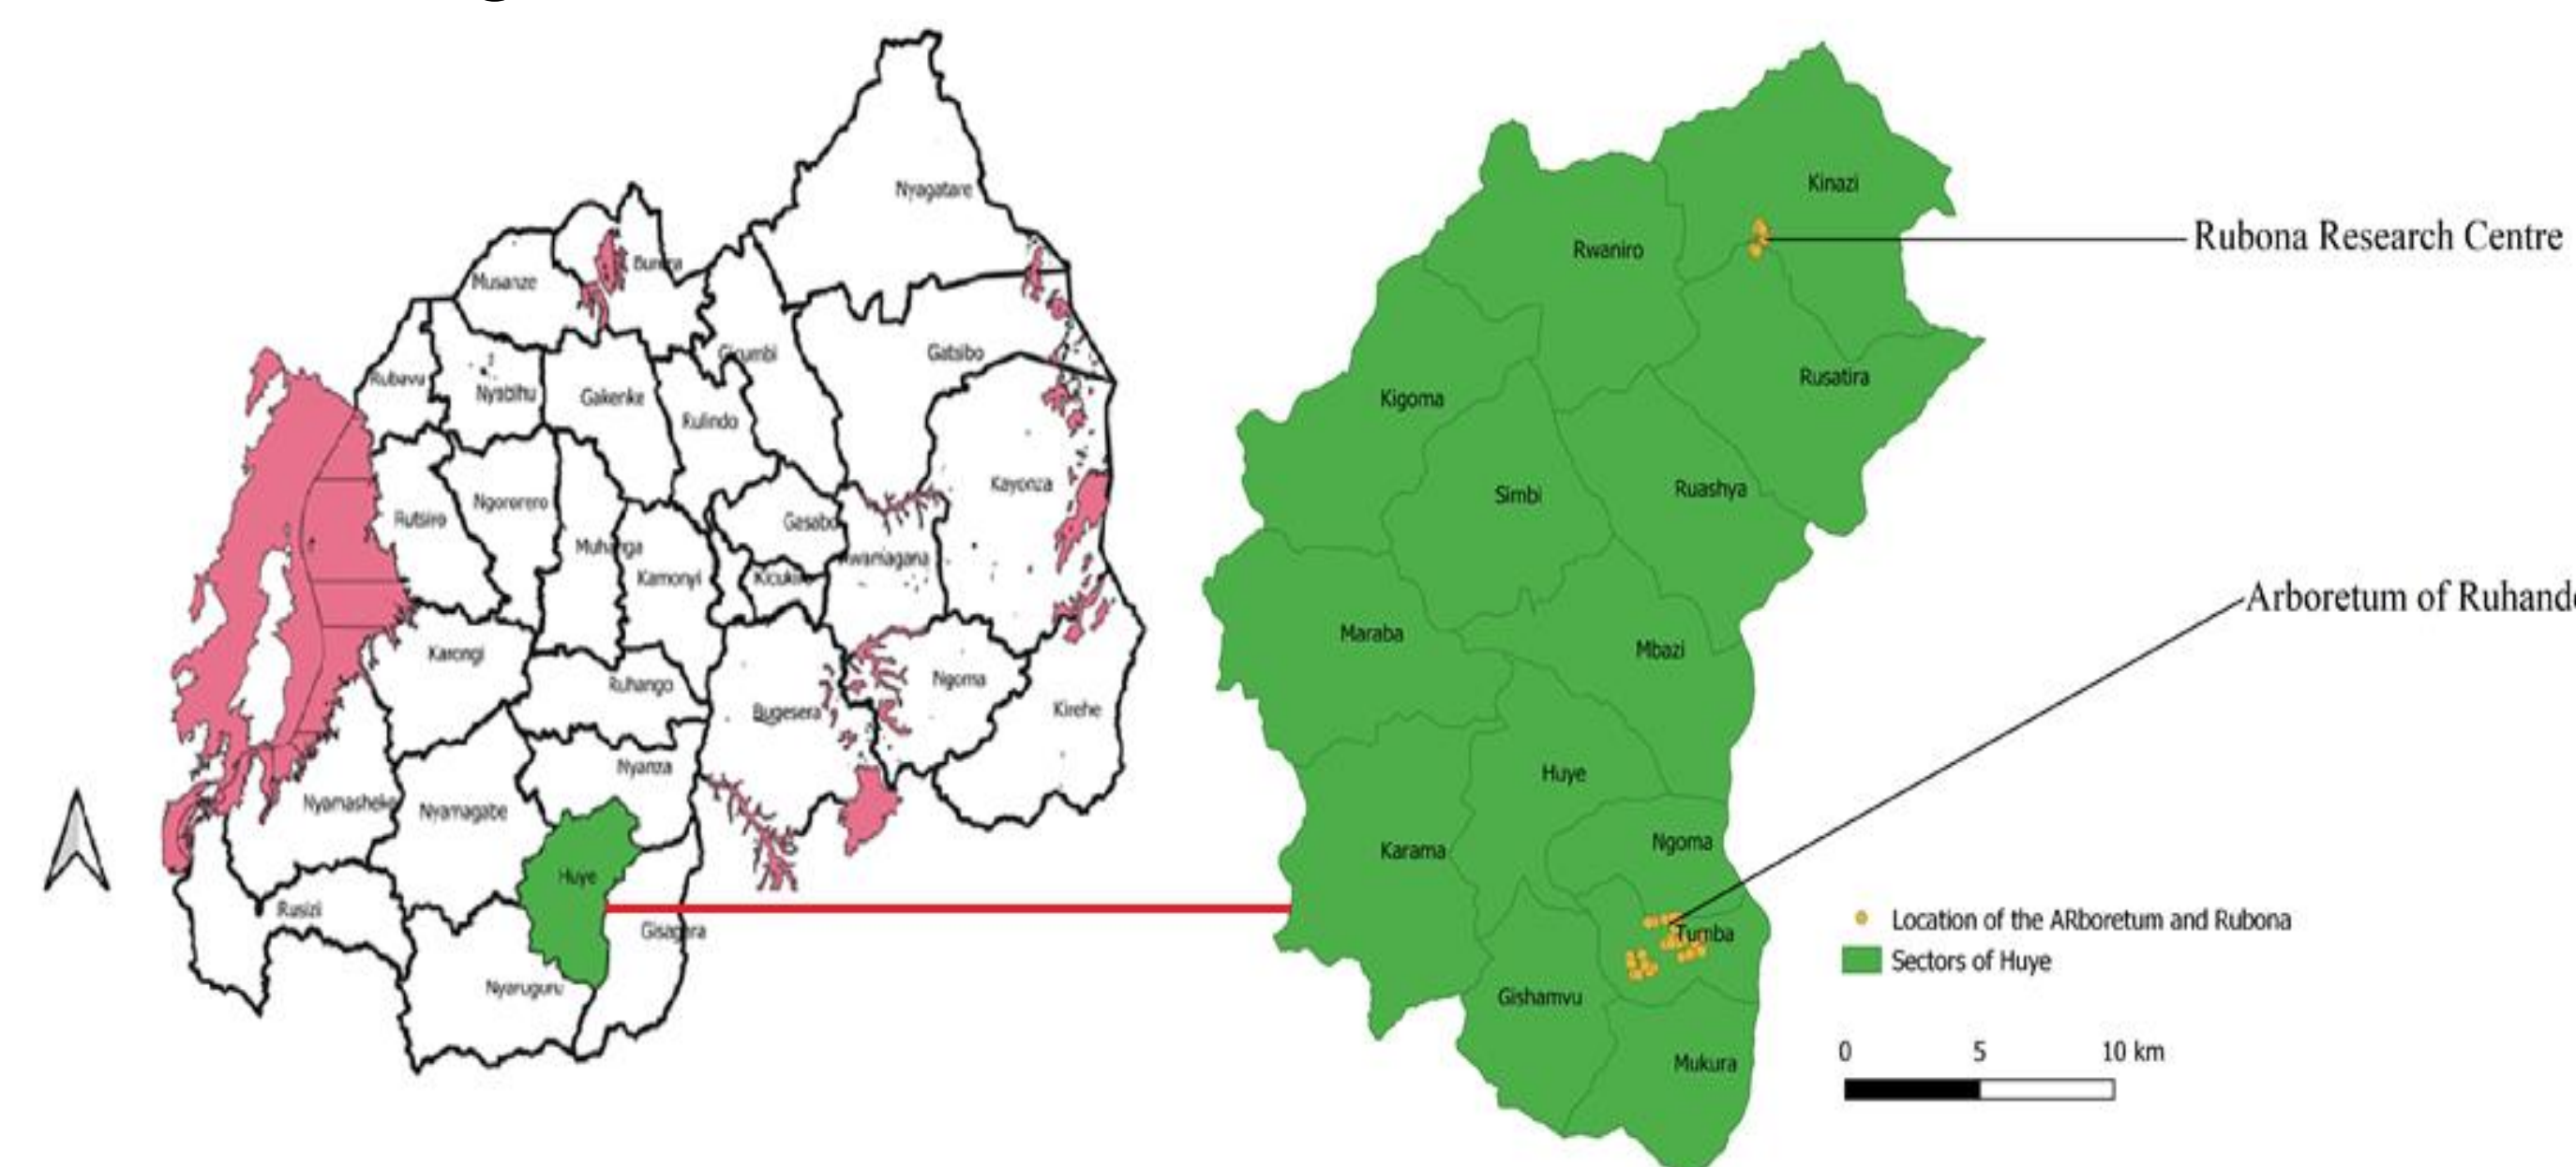 Nyagatare
Musanze
Burera
Gicumbi
Gatsibo
Rubavu
Nyabihu
Gakenke
Rulindo
Kayonza
Ngororero
Rutsiro
Gasabo
Muhanga
Kamonyi
Kicukiro
Rwamagana
Karongi
Ruhango
Ngoma
Bugesera
Kirehe
Nyanza
Nyamasheke
Nyamagabe
Huye
Rusizi
Gisagara
Nyaruguru
Kinazi
Rubona Research Centre
Rwaniro
Rusatira
Kigoma
Simbi
Ruashya
Arboretum of Ruhande
Maraba
Mbazi
Huye
Ngoma
Karama
Tumba
Gishamvu
Mukura
Location of the ARboretum and Rubona
Sectors of Huye
0 5 10 km